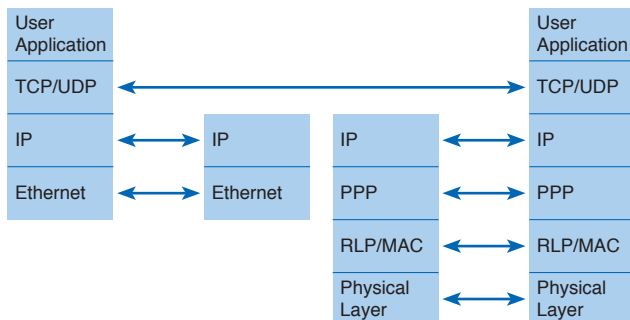 User
Application
TCP/UDP
IP
Ethernet
IP
Ethernet
IP
PPP
RLP/MAC
Physical
Layer
User
Application
TCP/UDP
IP
PPP
RLP/MAC
Physical
Layer